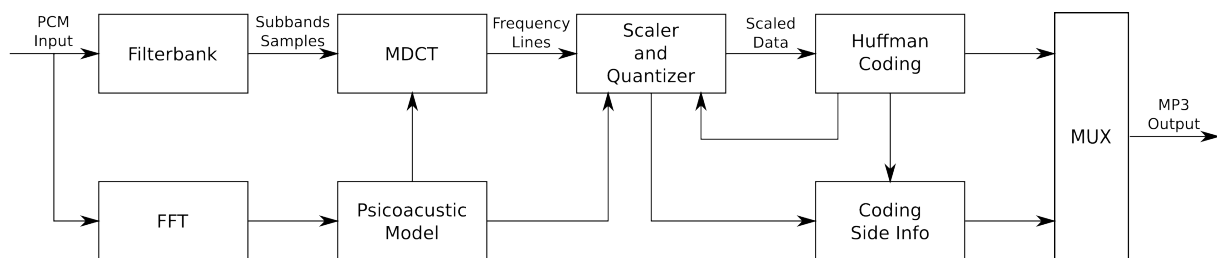 PCM
Input
Filterbank
Subbands
Samples
MDCT
Frequency
Lines
Scaler
and
Quantizer
Scaled
Data
Huffman
Coding
MUX
MP3
Output
FFT
Psicoacustic
Model
Coding
Side Info